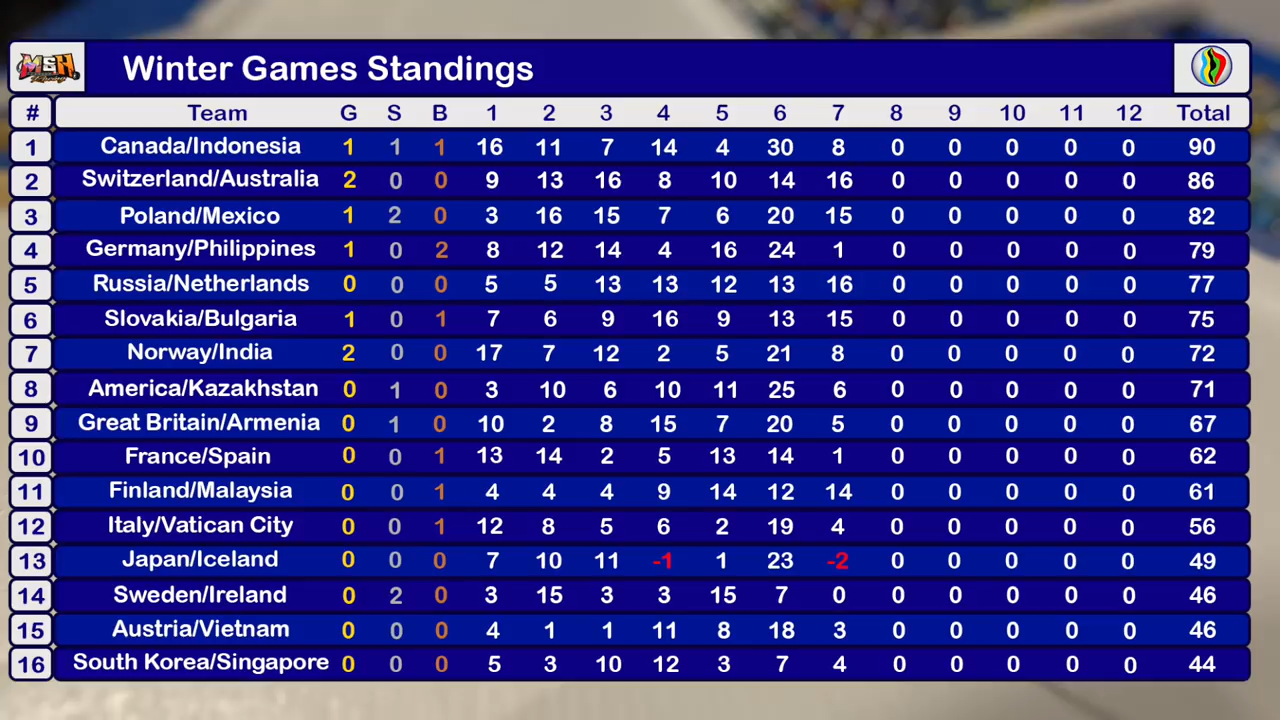 M&H Racing
Winter Games Standings
# Team G S B 1 2 3 4 5 6 7 8 9 10 11 12 Total
1 Canada/Indonesia 1 1 1 16 11 7 14 4 30 8 0 0 0 0 0 90
2 Switzerland/Australia 2 0 0 9 13 16 8 10 14 16 0 0 0 0 0 86
3 Poland/Mexico 1 2 0 3 16 15 7 6 20 15 0 0 0 0 0 82
4 Germany/Philippines 1 0 2 8 12 14 4 16 24 1 0 0 0 0 0 79
5 Russia/Netherlands 0 0 0 5 5 13 13 12 13 16 0 0 0 0 0 77
6 Slovakia/Bulgaria 1 0 1 7 6 9 16 9 13 15 0 0 0 0 0 75
7 Norway/India 2 0 0 17 7 12 2 5 21 8 0 0 0 0 0 72
8 America/Kazakhstan 0 1 0 3 10 6 10 11 25 6 0 0 0 0 0 71
9 Great Britain/Armenia 0 1 0 10 2 8 15 7 20 5 0 0 0 0 0 67
10 France/Spain 0 0 1 13 14 2 5 13 14 1 0 0 0 0 0 62
11 Finland/Malaysia 0 0 1 4 4 4 9 14 12 14 0 0 0 0 0 61
12 Italy/Vatican City 0 0 1 12 8 5 6 2 19 4 0 0 0 0 0 56
13 Japan/Iceland 0 0 0 7 10 11 -1 1 23 -2 0 0 0 0 0 49
14 Sweden/Ireland 0 2 0 3 15 3 3 15 7 0 0 0 0 0 0 46
15 Austria/Vietnam 0 0 0 4 1 1 11 8 18 3 0 0 0 0 0 46
16 South Korea/Singapore 0 0 0 5 3 10 12 3 7 4 0 0 0 0 0 44